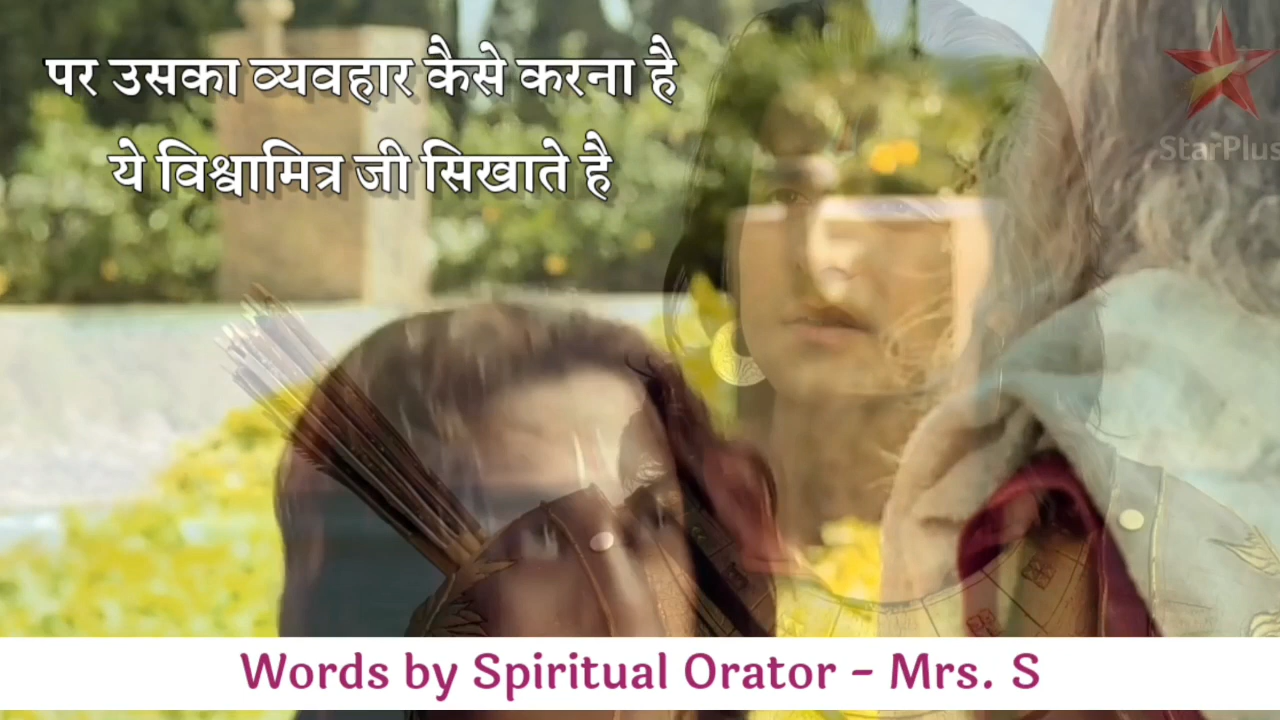 पर उसका व्यवहार कैसे करना है
ये विश्वामित्र जी सिखाते है
StarPlus
Words by Spiritual Orator - Mrs. S